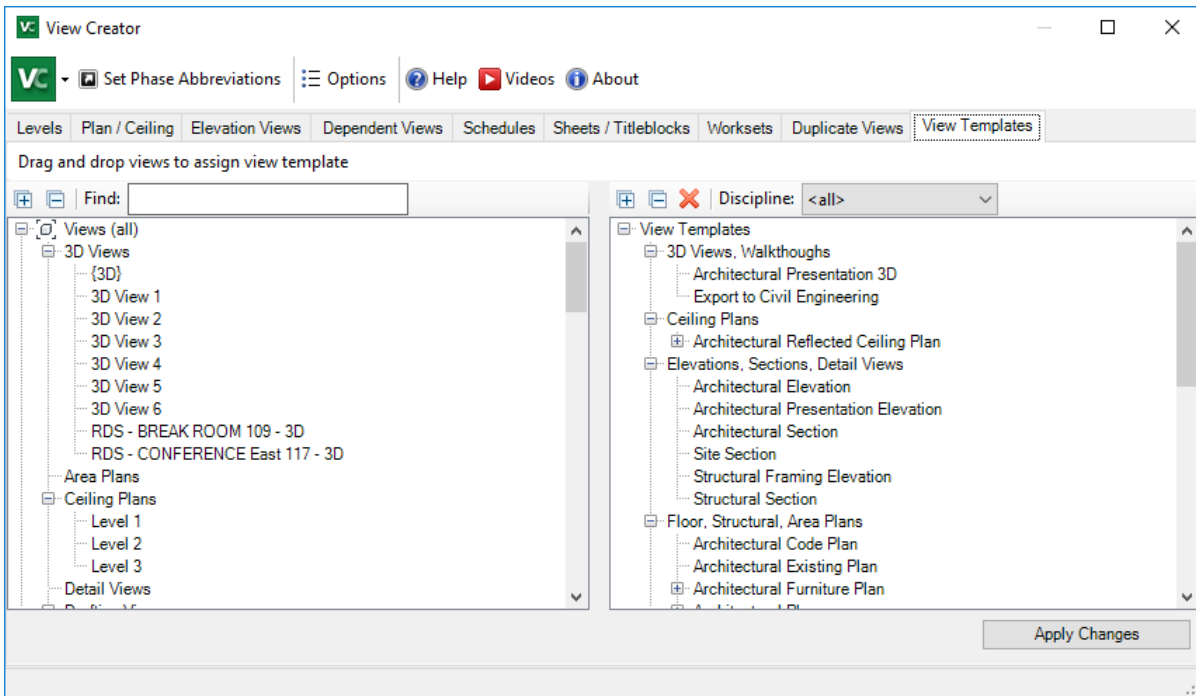 VC View Creator
VC Set Phase Abbreviations Options Help Videos About
Levels Plan / Ceiling Elevation Views Dependent Views Schedules Sheets / Titleblocks Worksets Duplicate Views View Templates
Drag and drop views to assign view template
Find:
Views (all)
3D Views
{3D}
3D View 1
3D View 2
3D View 3
3D View 4
3D View 5
3D View 6
RDS - BREAK ROOM 109 - 3D
RDS - CONFERENCE East 117 - 3D
Area Plans
Ceiling Plans
Level 1
Level 2
Level 3
Detail Views
Discipline: <all>
View Templates
3D Views, Walkthoughs
Architectural Presentation 3D
Export to Civil Engineering
Ceiling Plans
Architectural Reflected Ceiling Plan
Elevations, Sections, Detail Views
Architectural Elevation
Architectural Presentation Elevation
Architectural Section
Site Section
Structural Framing Elevation
Structural Section
Floor, Structural, Area Plans
Architectural Code Plan
Architectural Existing Plan
Architectural Furniture Plan
Apply Changes